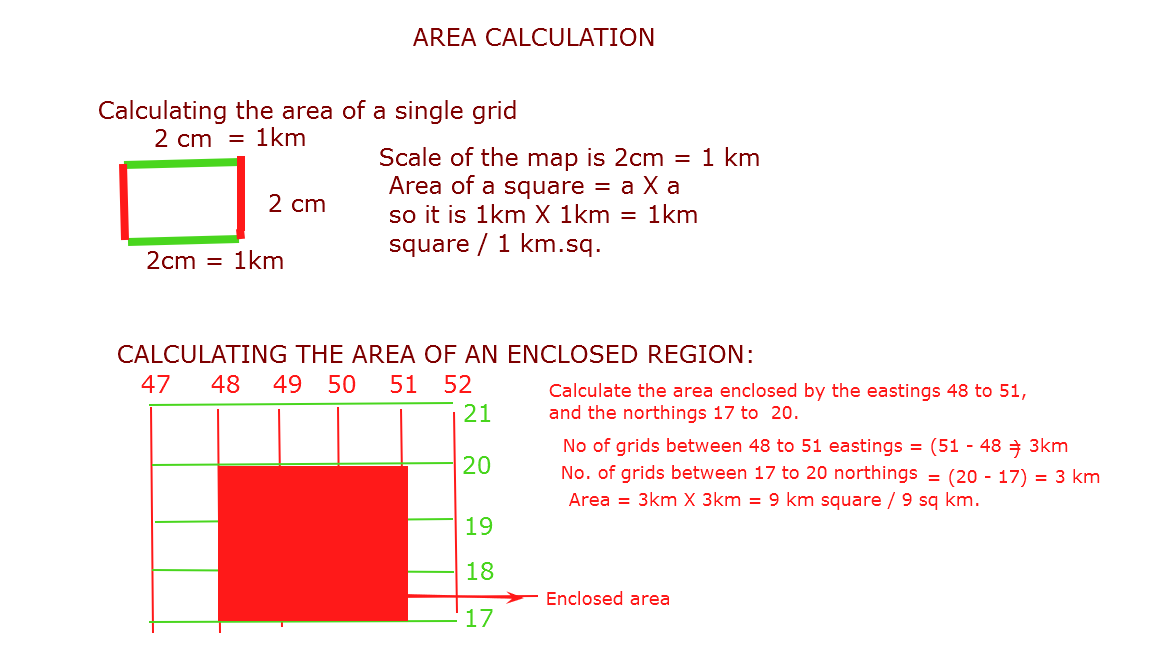 AREA CALCULATION
Calculating the area of a single grid
2 cm = 1km
2 cm
2cm = 1km
Scale of the map is 2cm = 1 km
Area of a square = a X a
so it is 1km X 1km = 1km
square / 1 km.sq.
CALCULATING THE AREA OF AN ENCLOSED REGION:
47 48 49 50 51 52
21
20
19
18
17
Calculate the area enclosed by the eastings 48 to 51,
and the northings 17 to 20.
No of grids between 48 to 51 eastings = (51 - 48 ) = 3km
No. of grids between 17 to 20 northings = (20 - 17) = 3 km
Area = 3km X 3km = 9 km square / 9 sq km.
Enclosed area